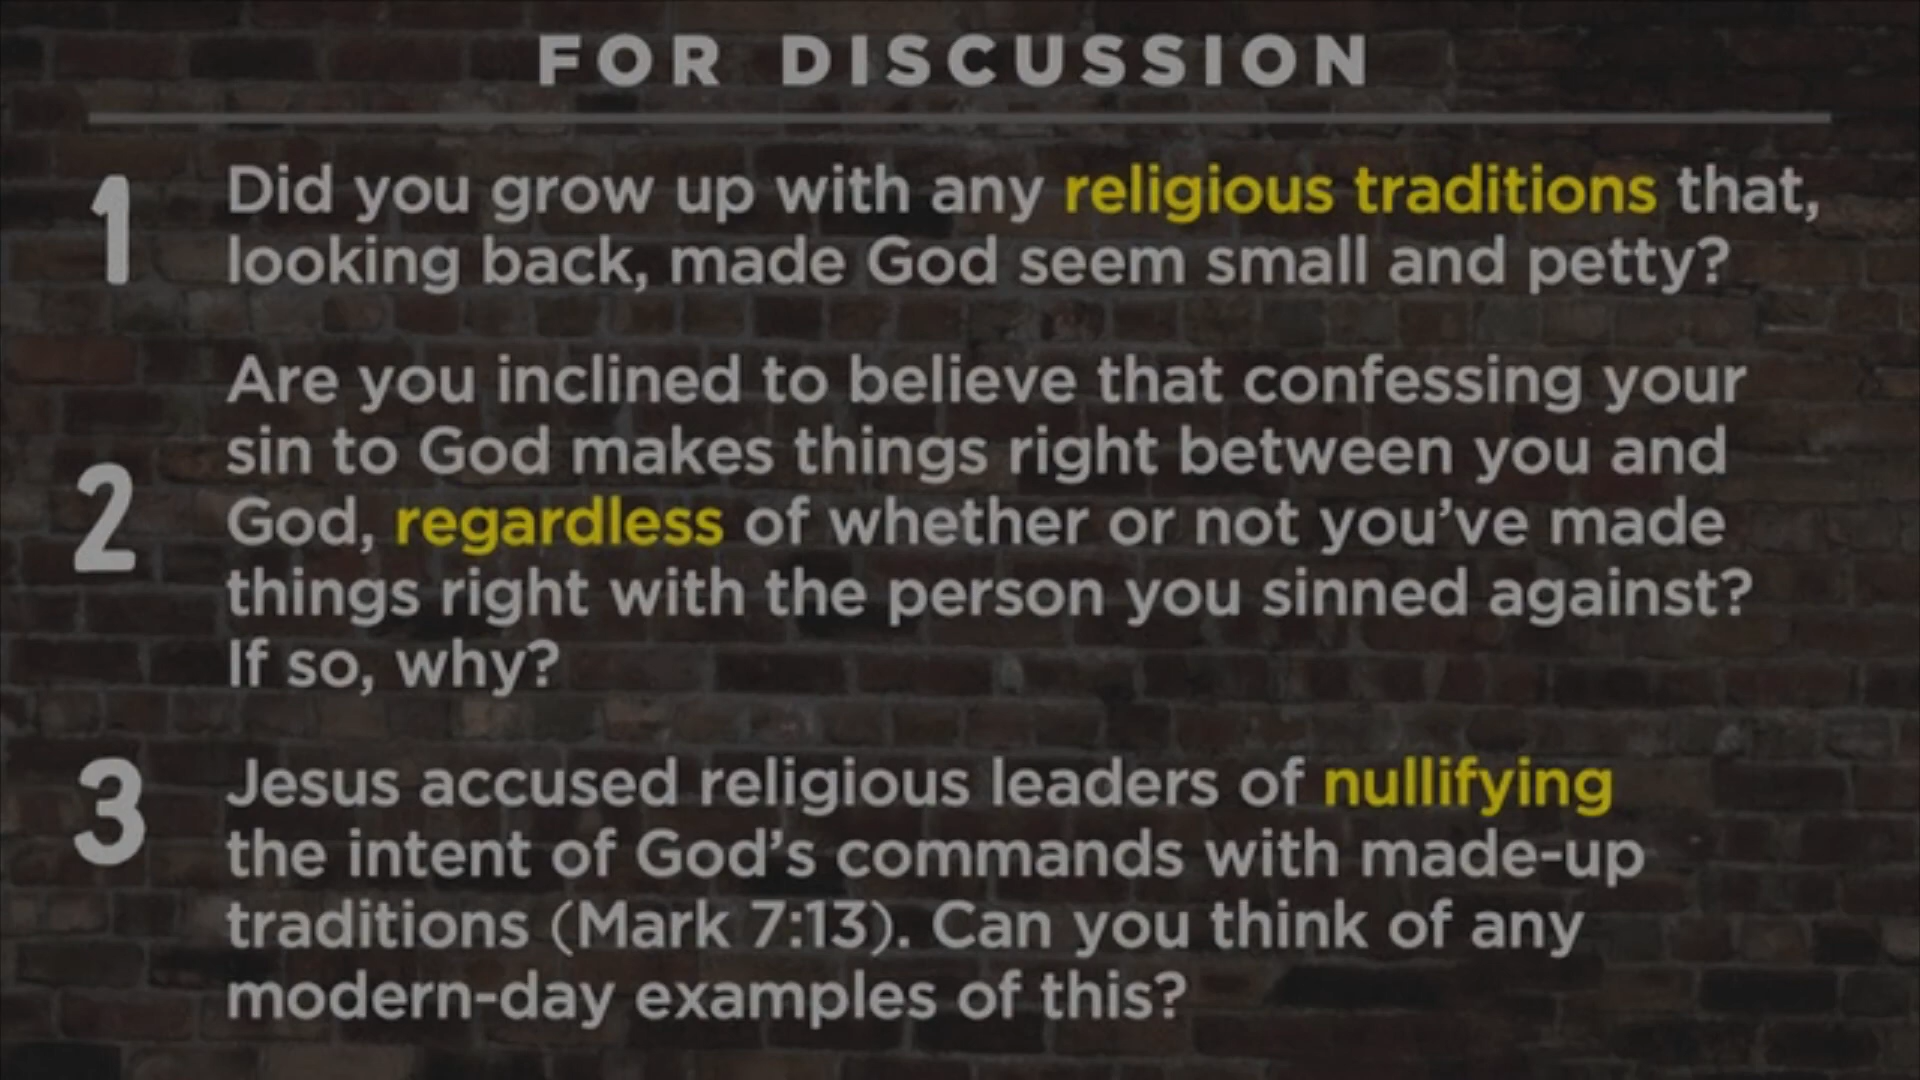 FOR DISCUSSION
1 Did you grow up with any religious traditions that,
looking back, made God seem small and petty?
2 Are you inclined to believe that confessing your
sin to God makes things right between you and
God, regardless of whether or not you’ve made
things right with the person you sinned against?
If so, why?
3 Jesus accused religious leaders of nullifying
the intent of God’s commands with made-up
traditions (Mark 7:13). Can you think of any
modern-day examples of this?